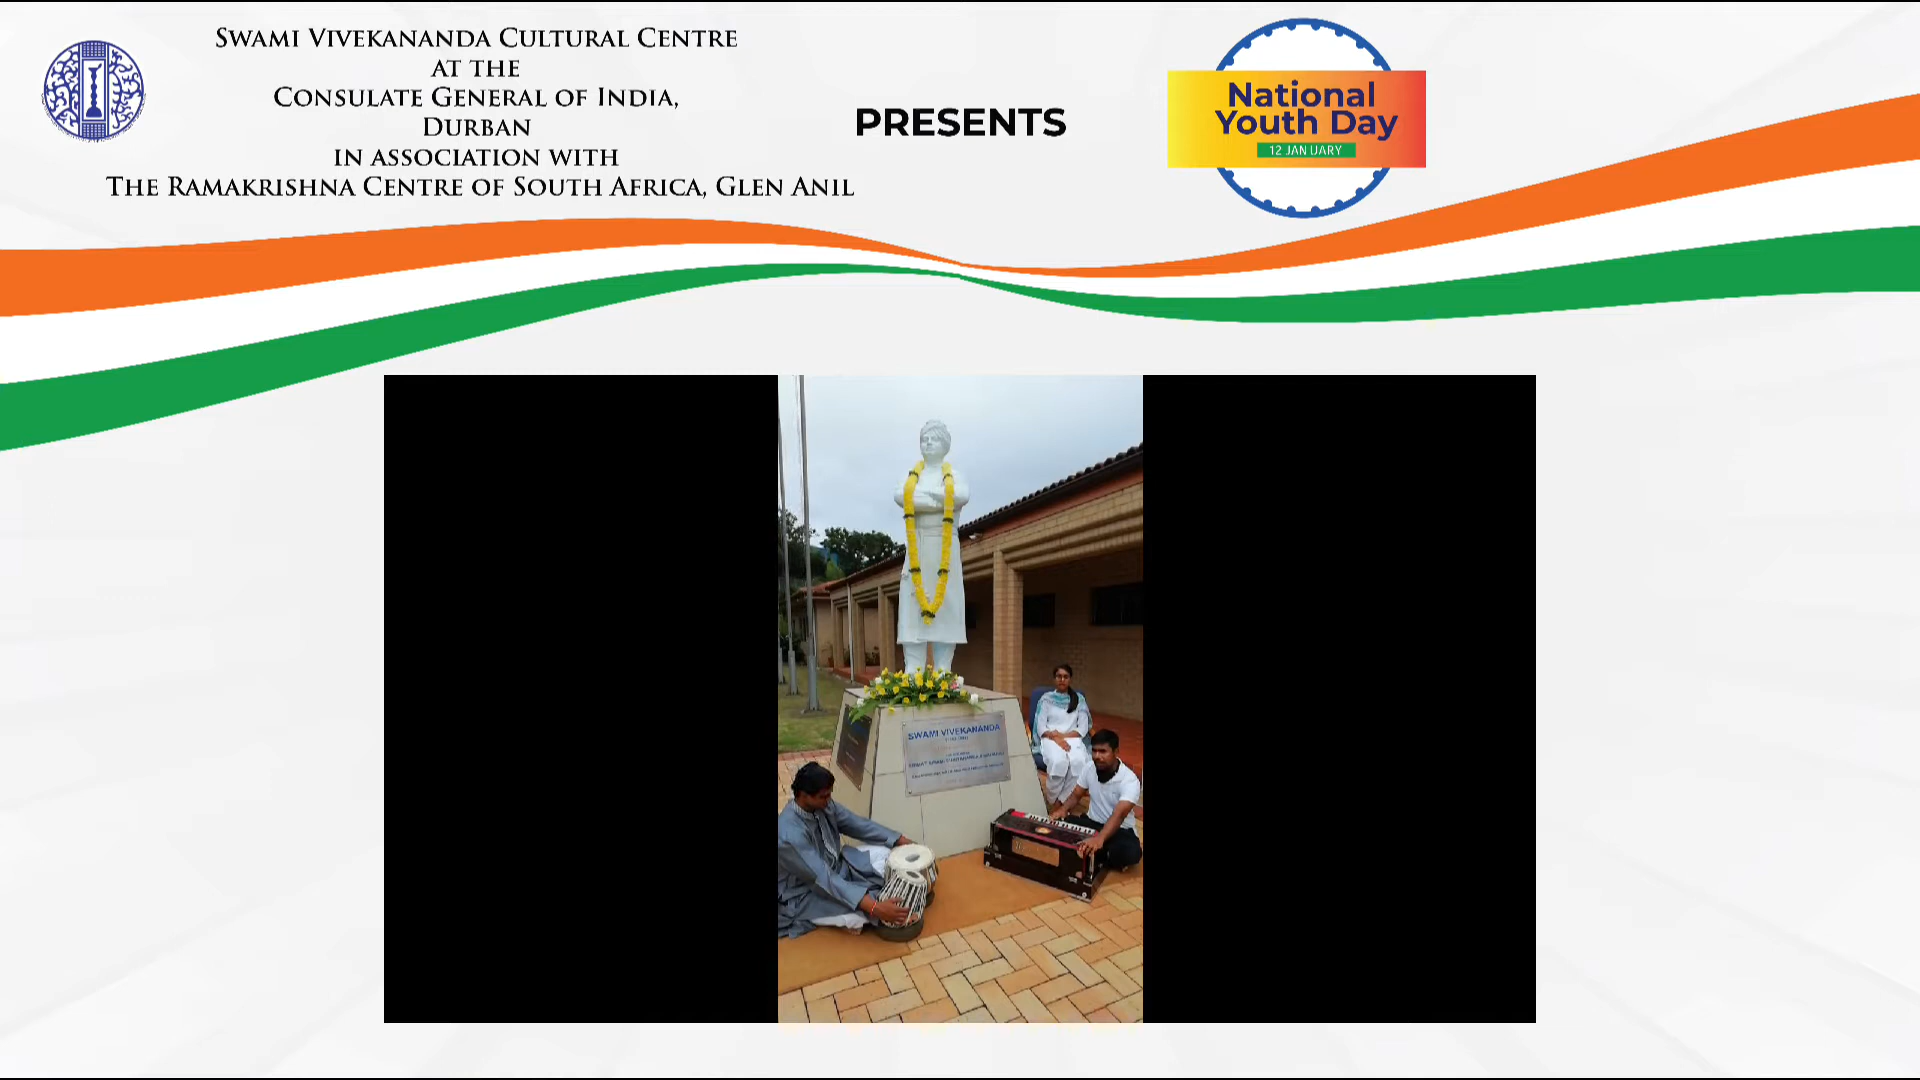 SWAMI VIVEKANANDA CULTURAL CENTRE
AT THE
CONSULATE GENERAL OF INDIA,
DURBAN
IN ASSOCIATION WITH
THE RAMAKRISHNA CENTRE OF SOUTH AFRICA, GLEN ANIL
PRESENTS
National
Youth Day
12 JANUARY
SWAMI VIVEKANANDA